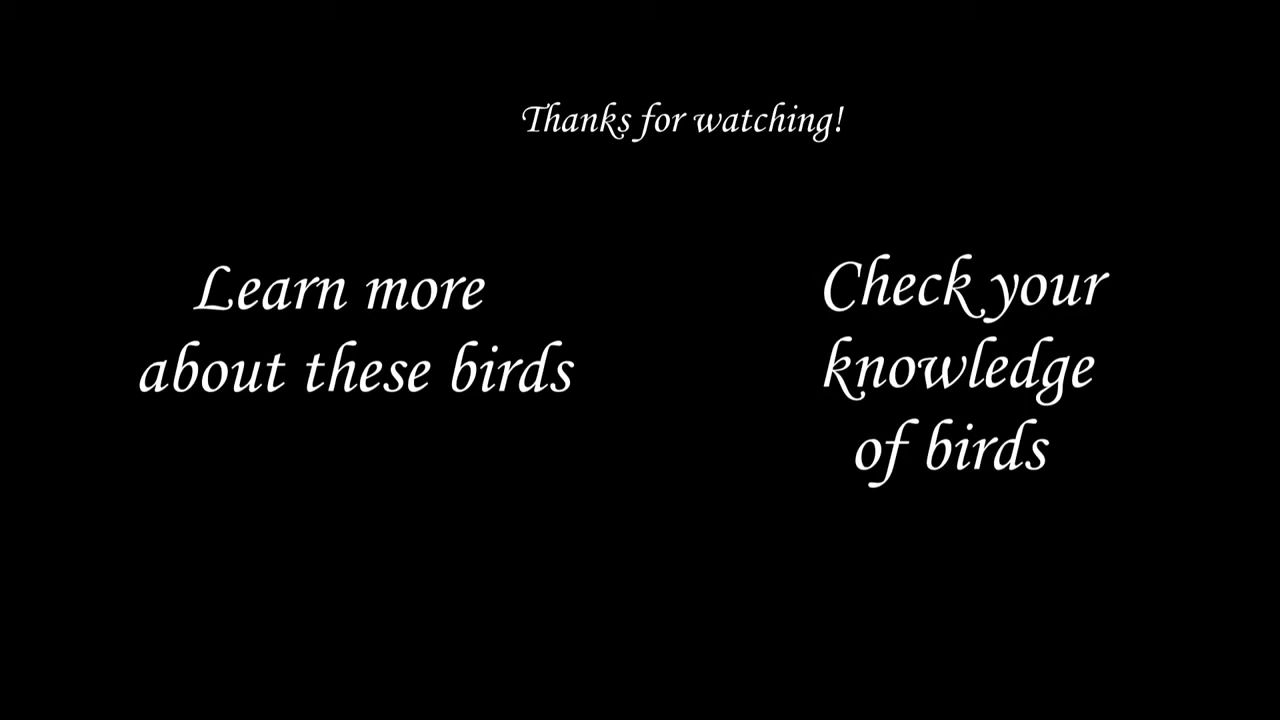 Thanks for watching!
Learn more
about these birds
Check your
knowledge
of birds